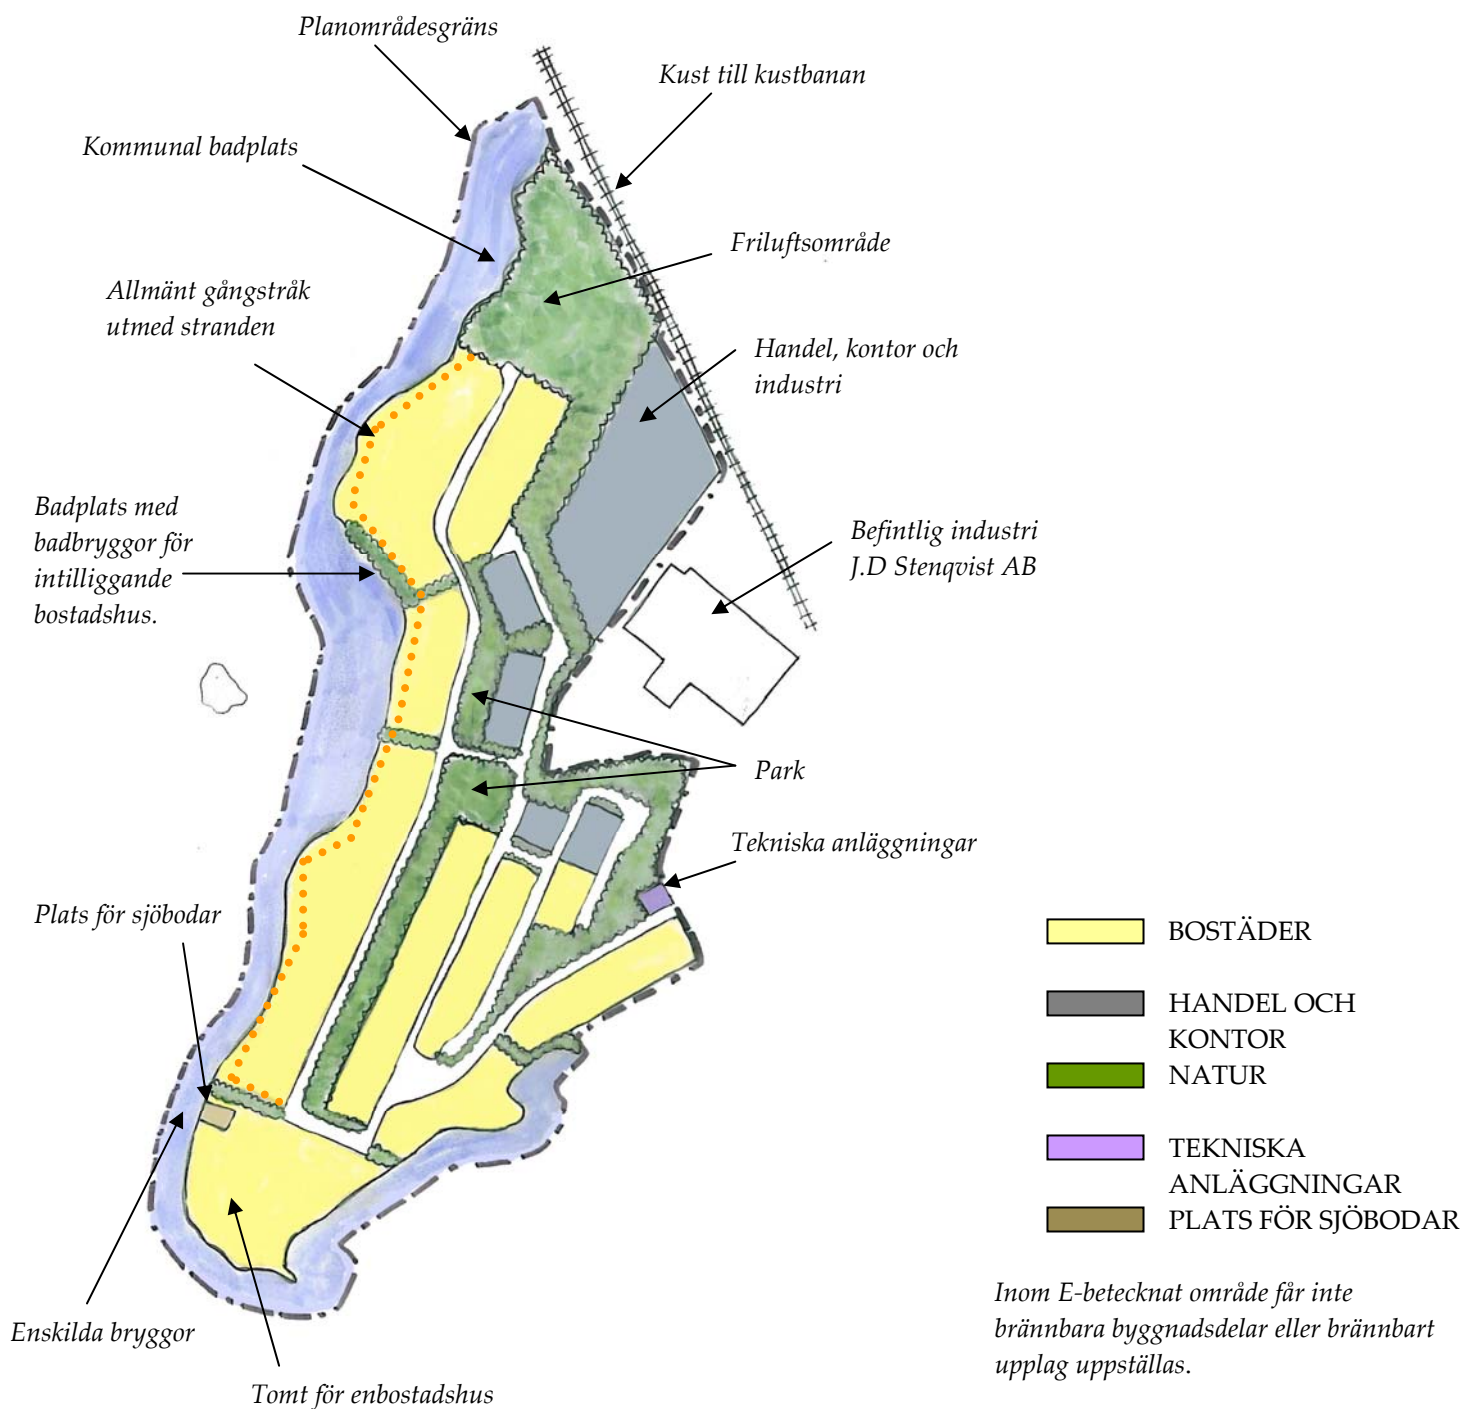 Planområdesgräns
Kust till kustbanan
Kommunal badplats
Friluftsområde
Allmänt gångstråk
utmed stranden
Handel, kontor och
industri
Badplats med
badbryggor för
intilliggande
bostadshus.
Befintlig industri
J.D Stenqvist AB
Park
Tekniska anläggningar
Plats för sjöbodar
BOSTÄDER
HANDEL OCH
KONTOR
NATUR
TEKNISKA
ANLÄGGNINGAR
PLATS FÖR SJÖBODAR
Inom E-betecknat område får inte
brännbara byggnadsdelar eller brännbart
upplag uppställas.
Enskilda bryggor
Tomt för enbostadshus